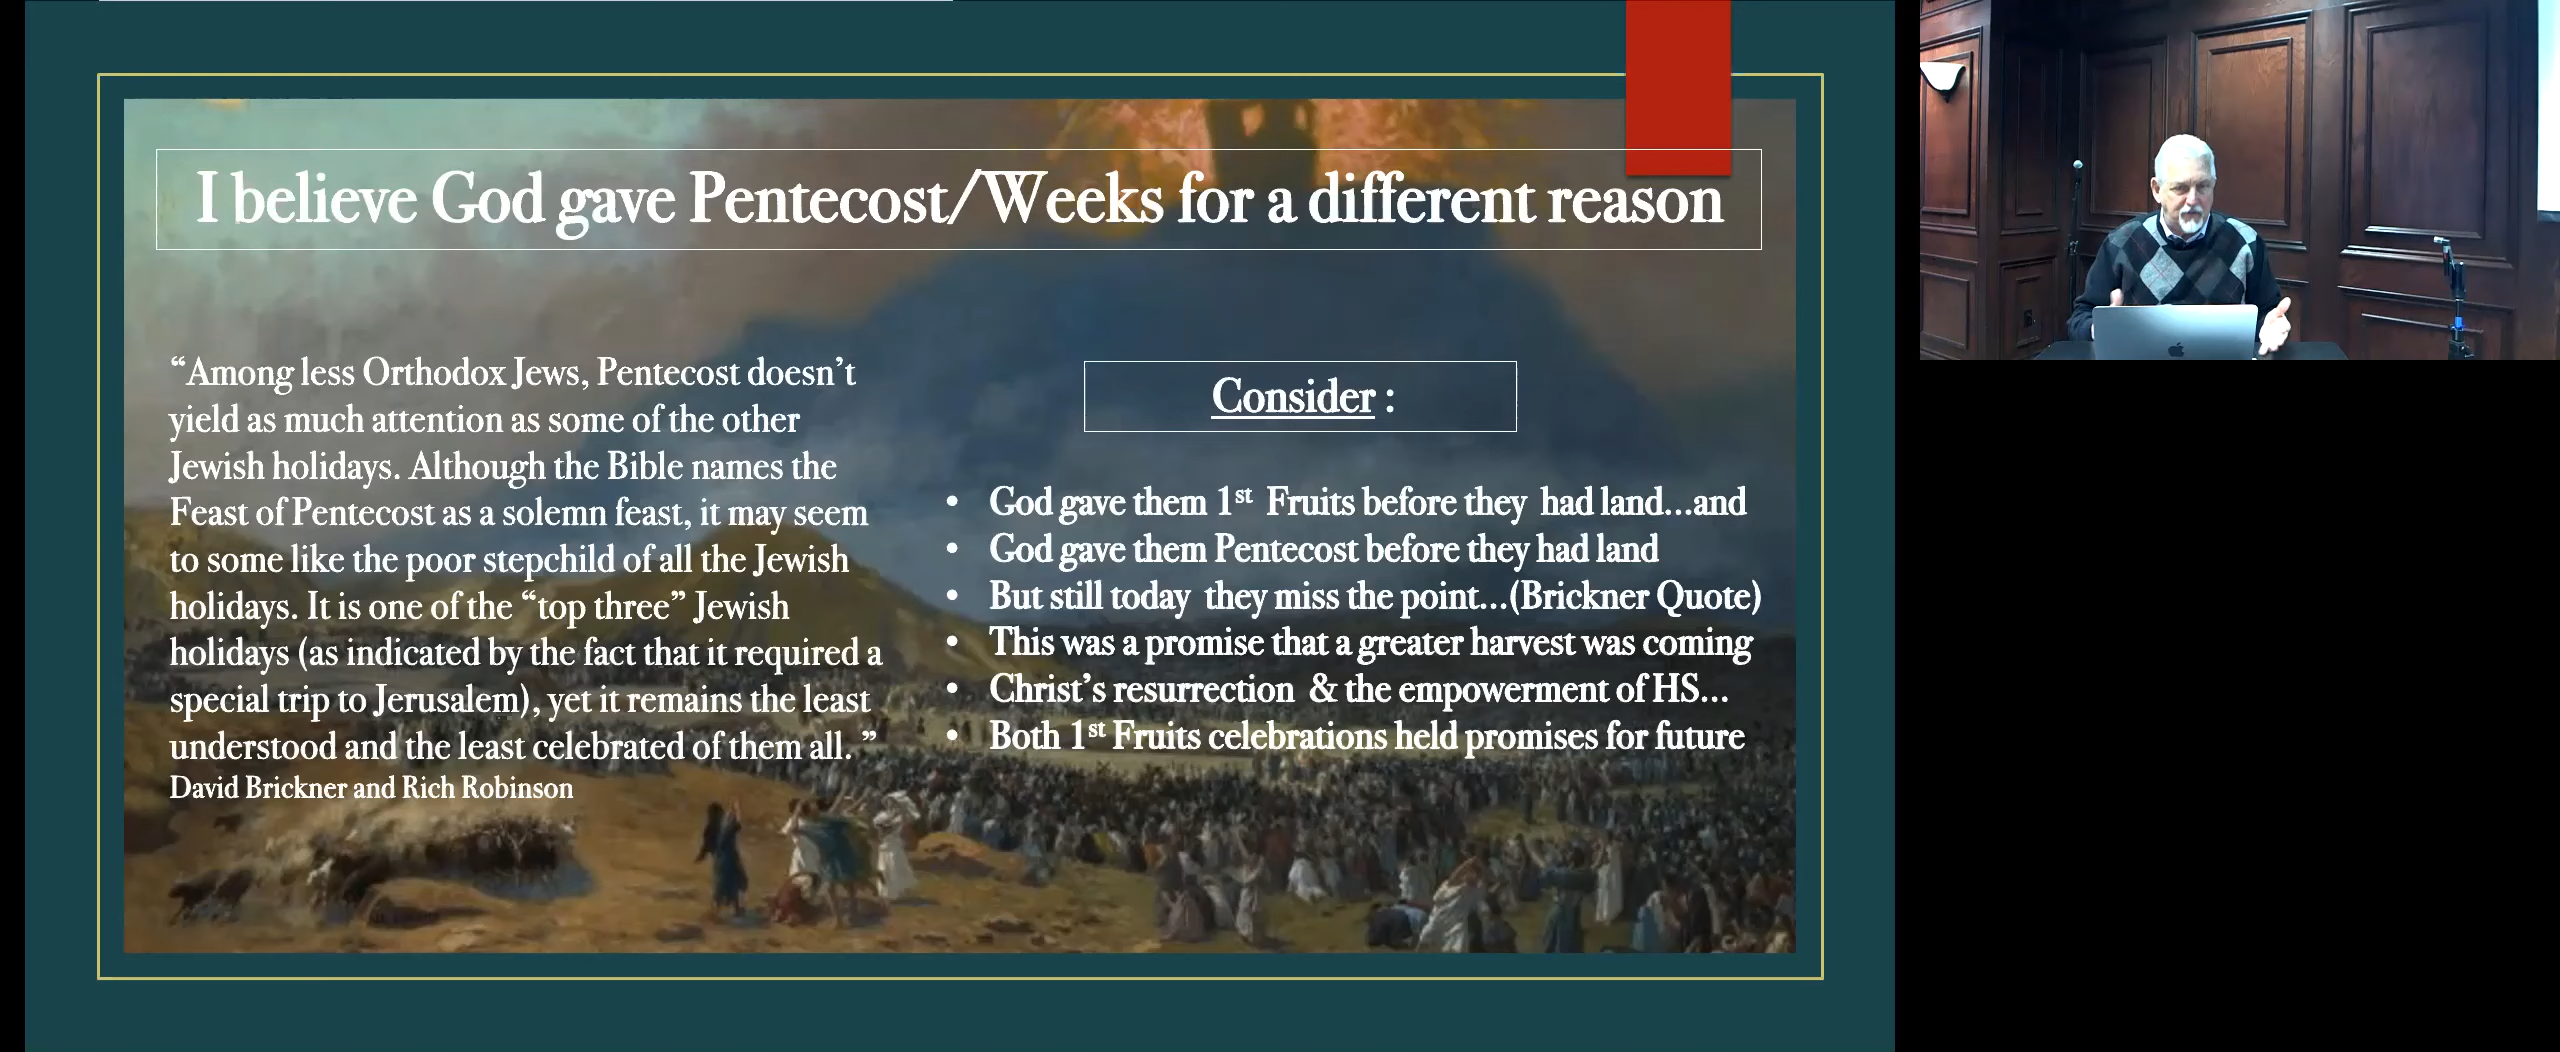 I believe God gave Pentecost/Weeks for a different reason
“Among less Orthodox Jews, Pentecost doesn’t
yield as much attention as some of the other
Jewish holidays. Although the Bible names the
Feast of Pentecost as a solemn feast, it may seem
to some like the poor stepchild of all the Jewish
holidays. It is one of the “top three” Jewish
holidays (as indicated by the fact that it required a
special trip to Jerusalem), yet it remains the least
understood and the least celebrated of them all. ”
David Brickner and Rich Robinson
Consider :
• God gave them 1st Fruits before they had land...and
• God gave them Pentecost before they had land
• But still today they miss the point...(Brickner Quote)
• This was a promise that a greater harvest was coming
• Christ’s resurrection & the empowerment of HS...
• Both 1st Fruits celebrations held promises for future